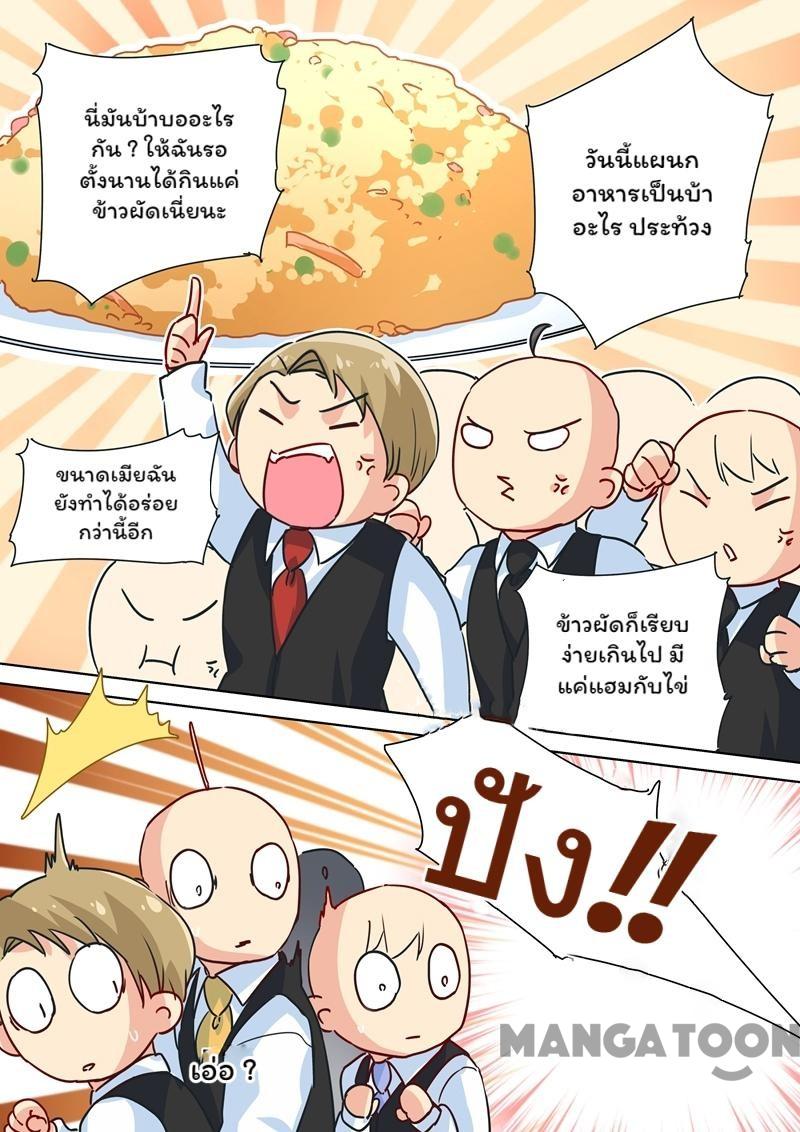 นี่มันบ้าบออะไร
กัน ? ให้ฉันรอ
ตั้งนานได้กินแค่
ข้าวผัดเนี่ยนะ
วันนี้แผนก
อาหารเป็นบ้า
อะไร ประท้วง
ขนาดเมียฉัน
ยังทำได้อร่อย
กว่านี้อีก
ข้าวผัดก็เรียบ
ง่ายเกินไป มี
แค่แฮมกับไข่
ปัง!!
เอ่อ ?
MANGATOON